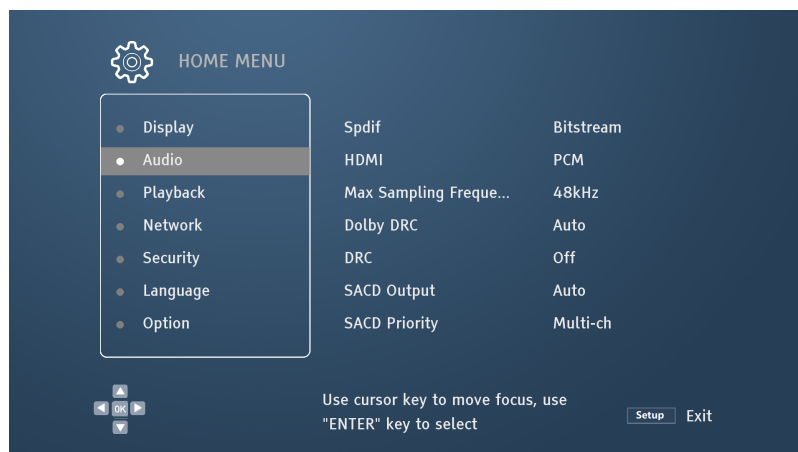 HOME MENU
Display
Audio
Playback
Network
Security
Language
Option
Spdif Bitstream
HDMI PCM
Max Sampling Freque... 48kHz
Dolby DRC Auto
DRC Off
SACD Output Auto
SACD Priority Multi-ch
OK
Use cursor key to move focus, use
"ENTER" key to select
Setup Exit